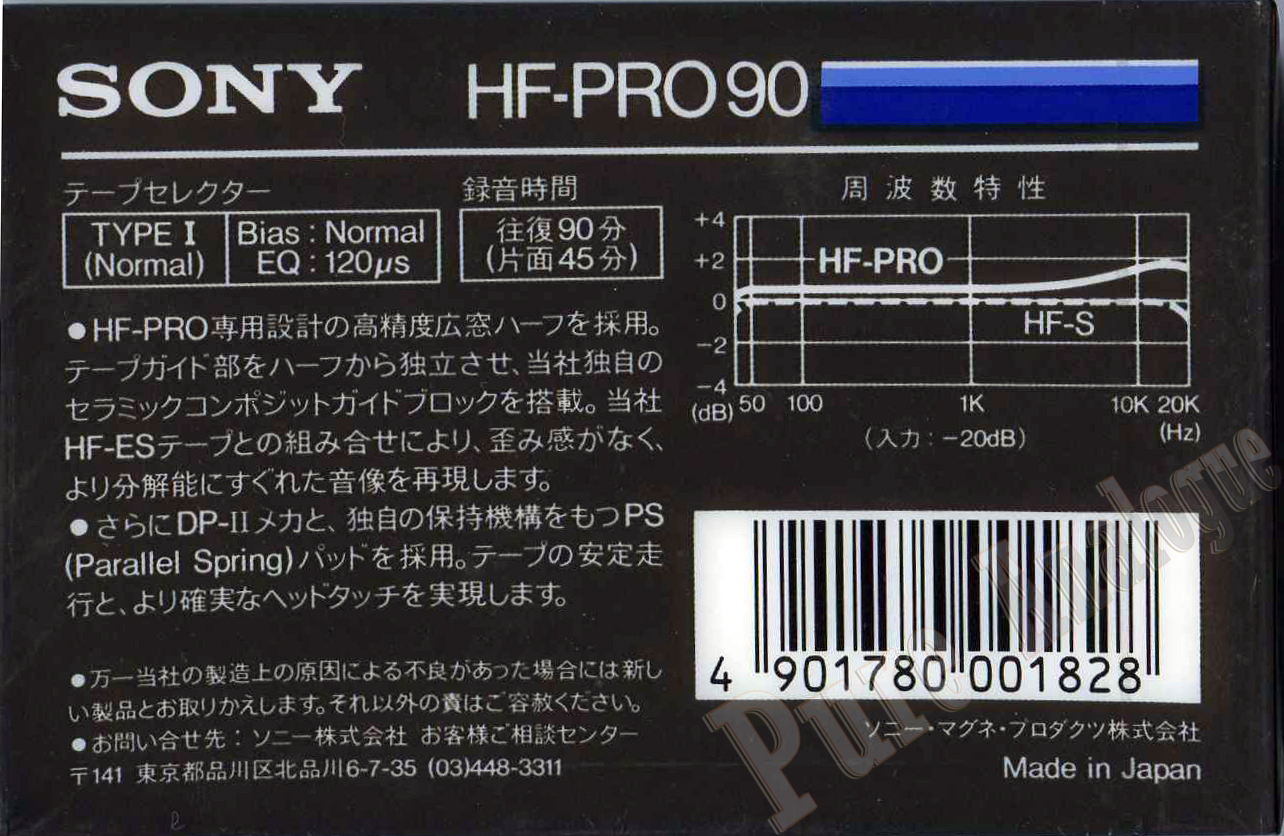 SONY HF-PRO 90
テープセレクター
TYPE I
(Normal)
Bias : Normal
EQ : 120μs
録音時間
往復90分
(片面45分)
周波数特性
+4
+2
0
−2
−4
(dB) 50 100 1K 10K 20K
(Hz)
HF-PRO
HF-S
(入力：−20dB)
●HF-PRO専用設計の高精度広窓ハーフを採用。
テープガイド部をハーフから独立させ、当社独自の
セラミックコンポジットガイドブロックを搭載。当社
HF-ESテープとの組み合せにより、歪み感がなく、
より分解能にすぐれた音像を再現します。
●さらにDP-IIメカと、独自の保持機構をもつPS
(Parallel Spring)パッドを採用。テープの安定走
行と、より確実なヘッドタッチを実現します。
●万一当社の製造上の原因による不良があった場合には新し
い製品とお取りかえします。それ以外の責はご容赦ください。
●お問い合せ先：ソニー株式会社 お客様ご相談センター
〒141 東京都品川区北品川6-7-35 (03)448-3311
4 901780 001828
ソニー・マグネ・プロダクツ株式会社
Made in Japan
Pure Analogue